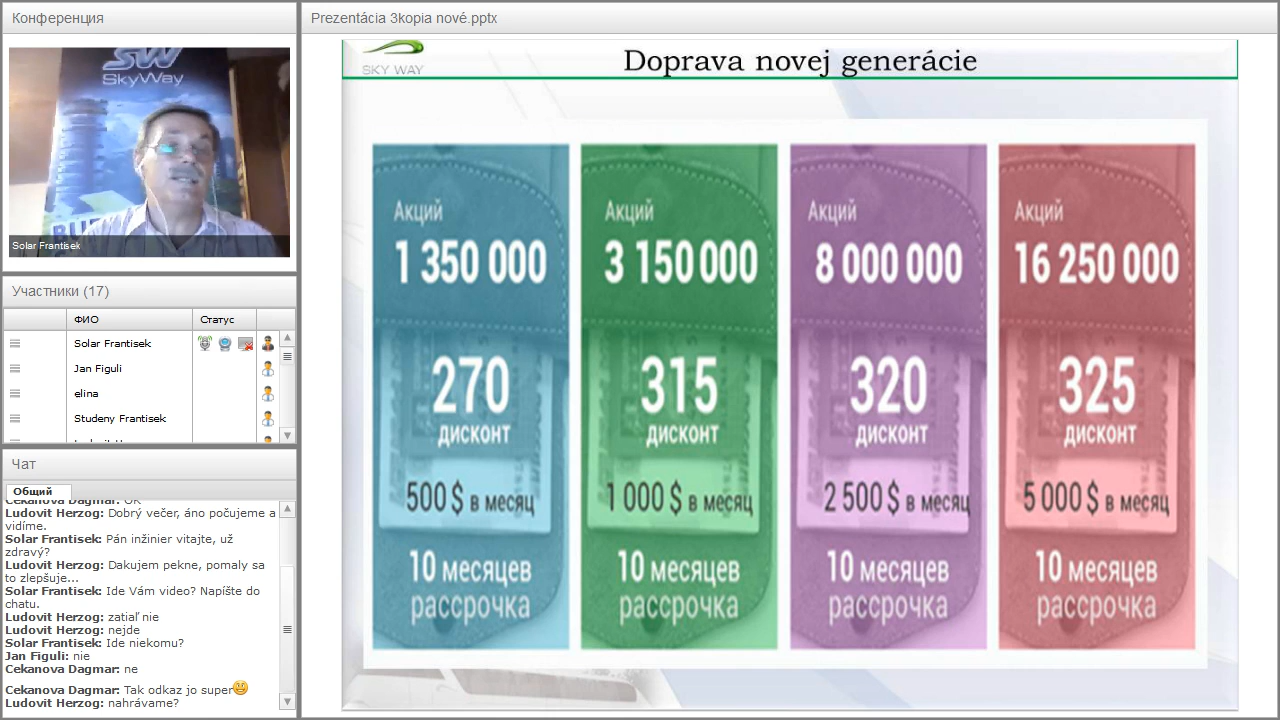 Конференция
SW
SkyWay
Solar Frantisek
Участники (17)
ФИО
Статус
Solar Frantisek
Jan Figuli
elina
Studeny Frantisek
Чат
Общий
Cekanova Dagmar: OK
Ludovit Herzog: Dobrý večer, áno počujeme a
vidíme.
Solar Frantisek: Pán inžinier vitajte, už
zdravý?
Ludovit Herzog: Dakujem pekne, pomaly sa
to zlepšuje...
Solar Frantisek: Ide Vám video? Napíšte do
chatu.
Ludovit Herzog: zatiaľ nie
Ludovit Herzog: nejde
Solar Frantisek: Ide niekomu?
Jan Figuli: nie
Cekanova Dagmar: ne
Cekanova Dagmar: Tak odkaz jo super
Ludovit Herzog: nahrávame?
Prezentácia 3kopia nové.pptx
SKY WAY
Doprava novej generácie
Акций
1 350 000
270
дисконт
500 $ в месяц
10 месяцев
рассрочка
Акций
3 150 000
315
дисконт
1 000 $ в месяц
10 месяцев
рассрочка
Акций
8 000 000
320
дисконт
2 500 $ в месяц
10 месяцев
рассрочка
Акций
16 250 000
325
дисконт
5 000 $ в месяц
10 месяцев
рассрочка